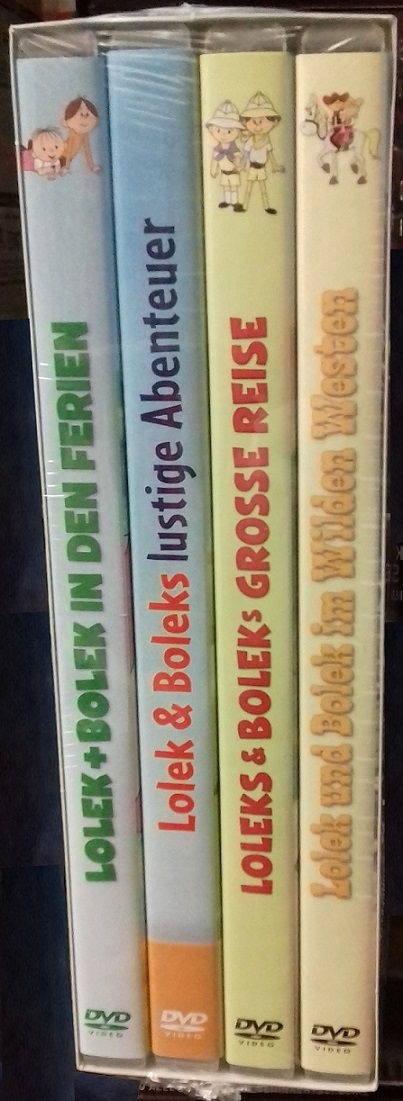 LOLEK+BOLEK IN DEN FERIEN
DVD
VIDEO
Lolek & Boleks lustige Abenteuer
DVD
VIDEO
LOLEKS & BOLEKs GROSSE REISE
DVD
VIDEO
Lolek und Bolek im Wilden Westen
DVD
VIDEO